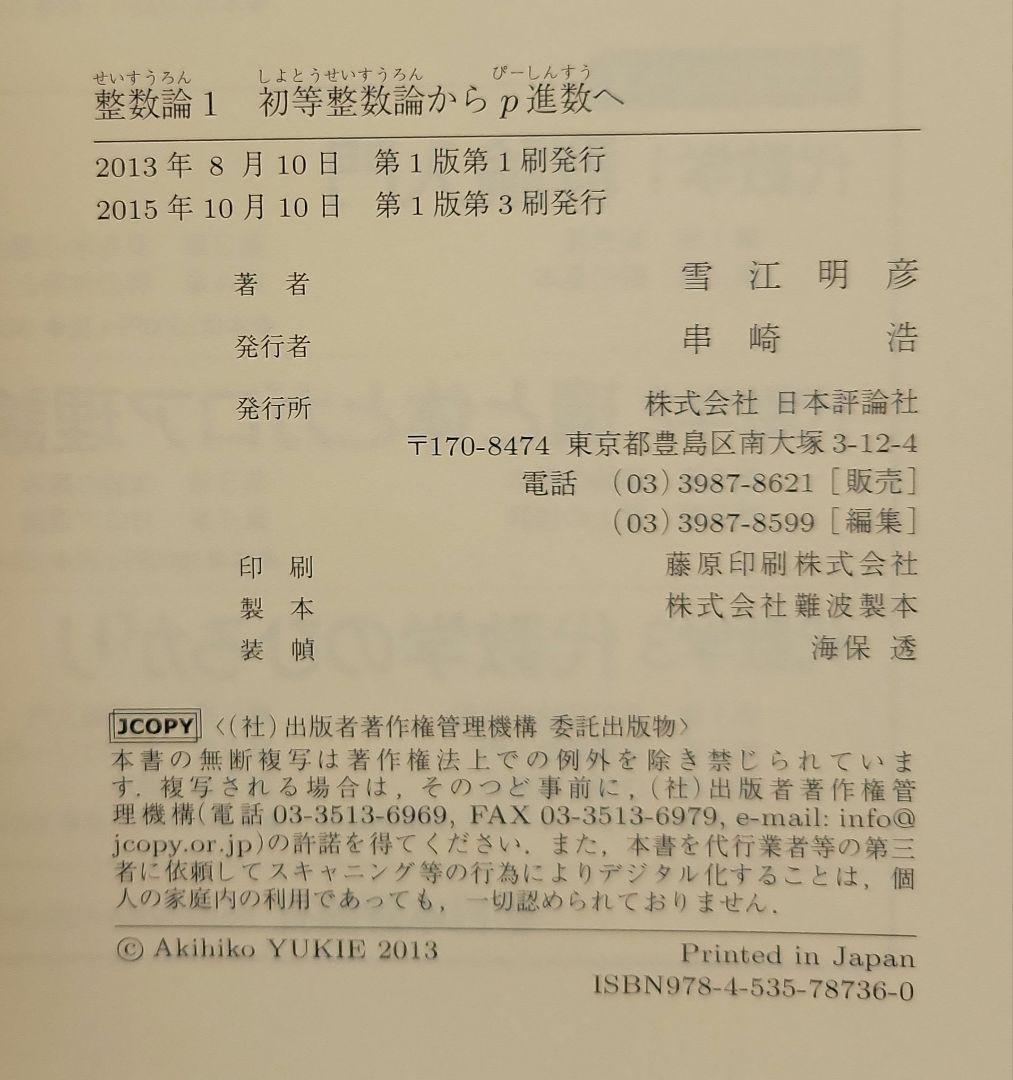 せいすうろん　しよとうせいすうろん　ぴーしんすう
整数論1　初等整数論から p 進数へ
2013 年 8 月 10 日　第 1 版第 1 刷発行
2015 年 10 月 10 日　第 1 版第 3 刷発行
著 者　雪 江 明 彦
発行者　串 崎 浩
発行所　株式会社 日本評論社
〒170-8474 東京都豊島区南大塚 3-12-4
電話　(03) 3987-8621 [販売]
(03) 3987-8599 [編集]
印 刷　藤原印刷株式会社
製 本　株式会社難波製本
装 幀　海保 透
JCOPY 〈(社) 出版者著作権管理機構 委託出版物〉
本書の無断複写は著作権法上での例外を除き禁じられていま
す. 複写される場合は, そのつど事前に, (社) 出版者著作権管
理機構(電話 03-3513-6969, FAX 03-3513-6979, e-mail: info@
jcopy.or.jp)の許諾を得てください. また, 本書を代行業者等の第三
者に依頼してスキャニング等の行為によりデジタル化することは, 個
人の家庭内の利用であっても, 一切認められておりません.
© Akihiko YUKIE 2013　Printed in Japan
ISBN978-4-535-78736-0